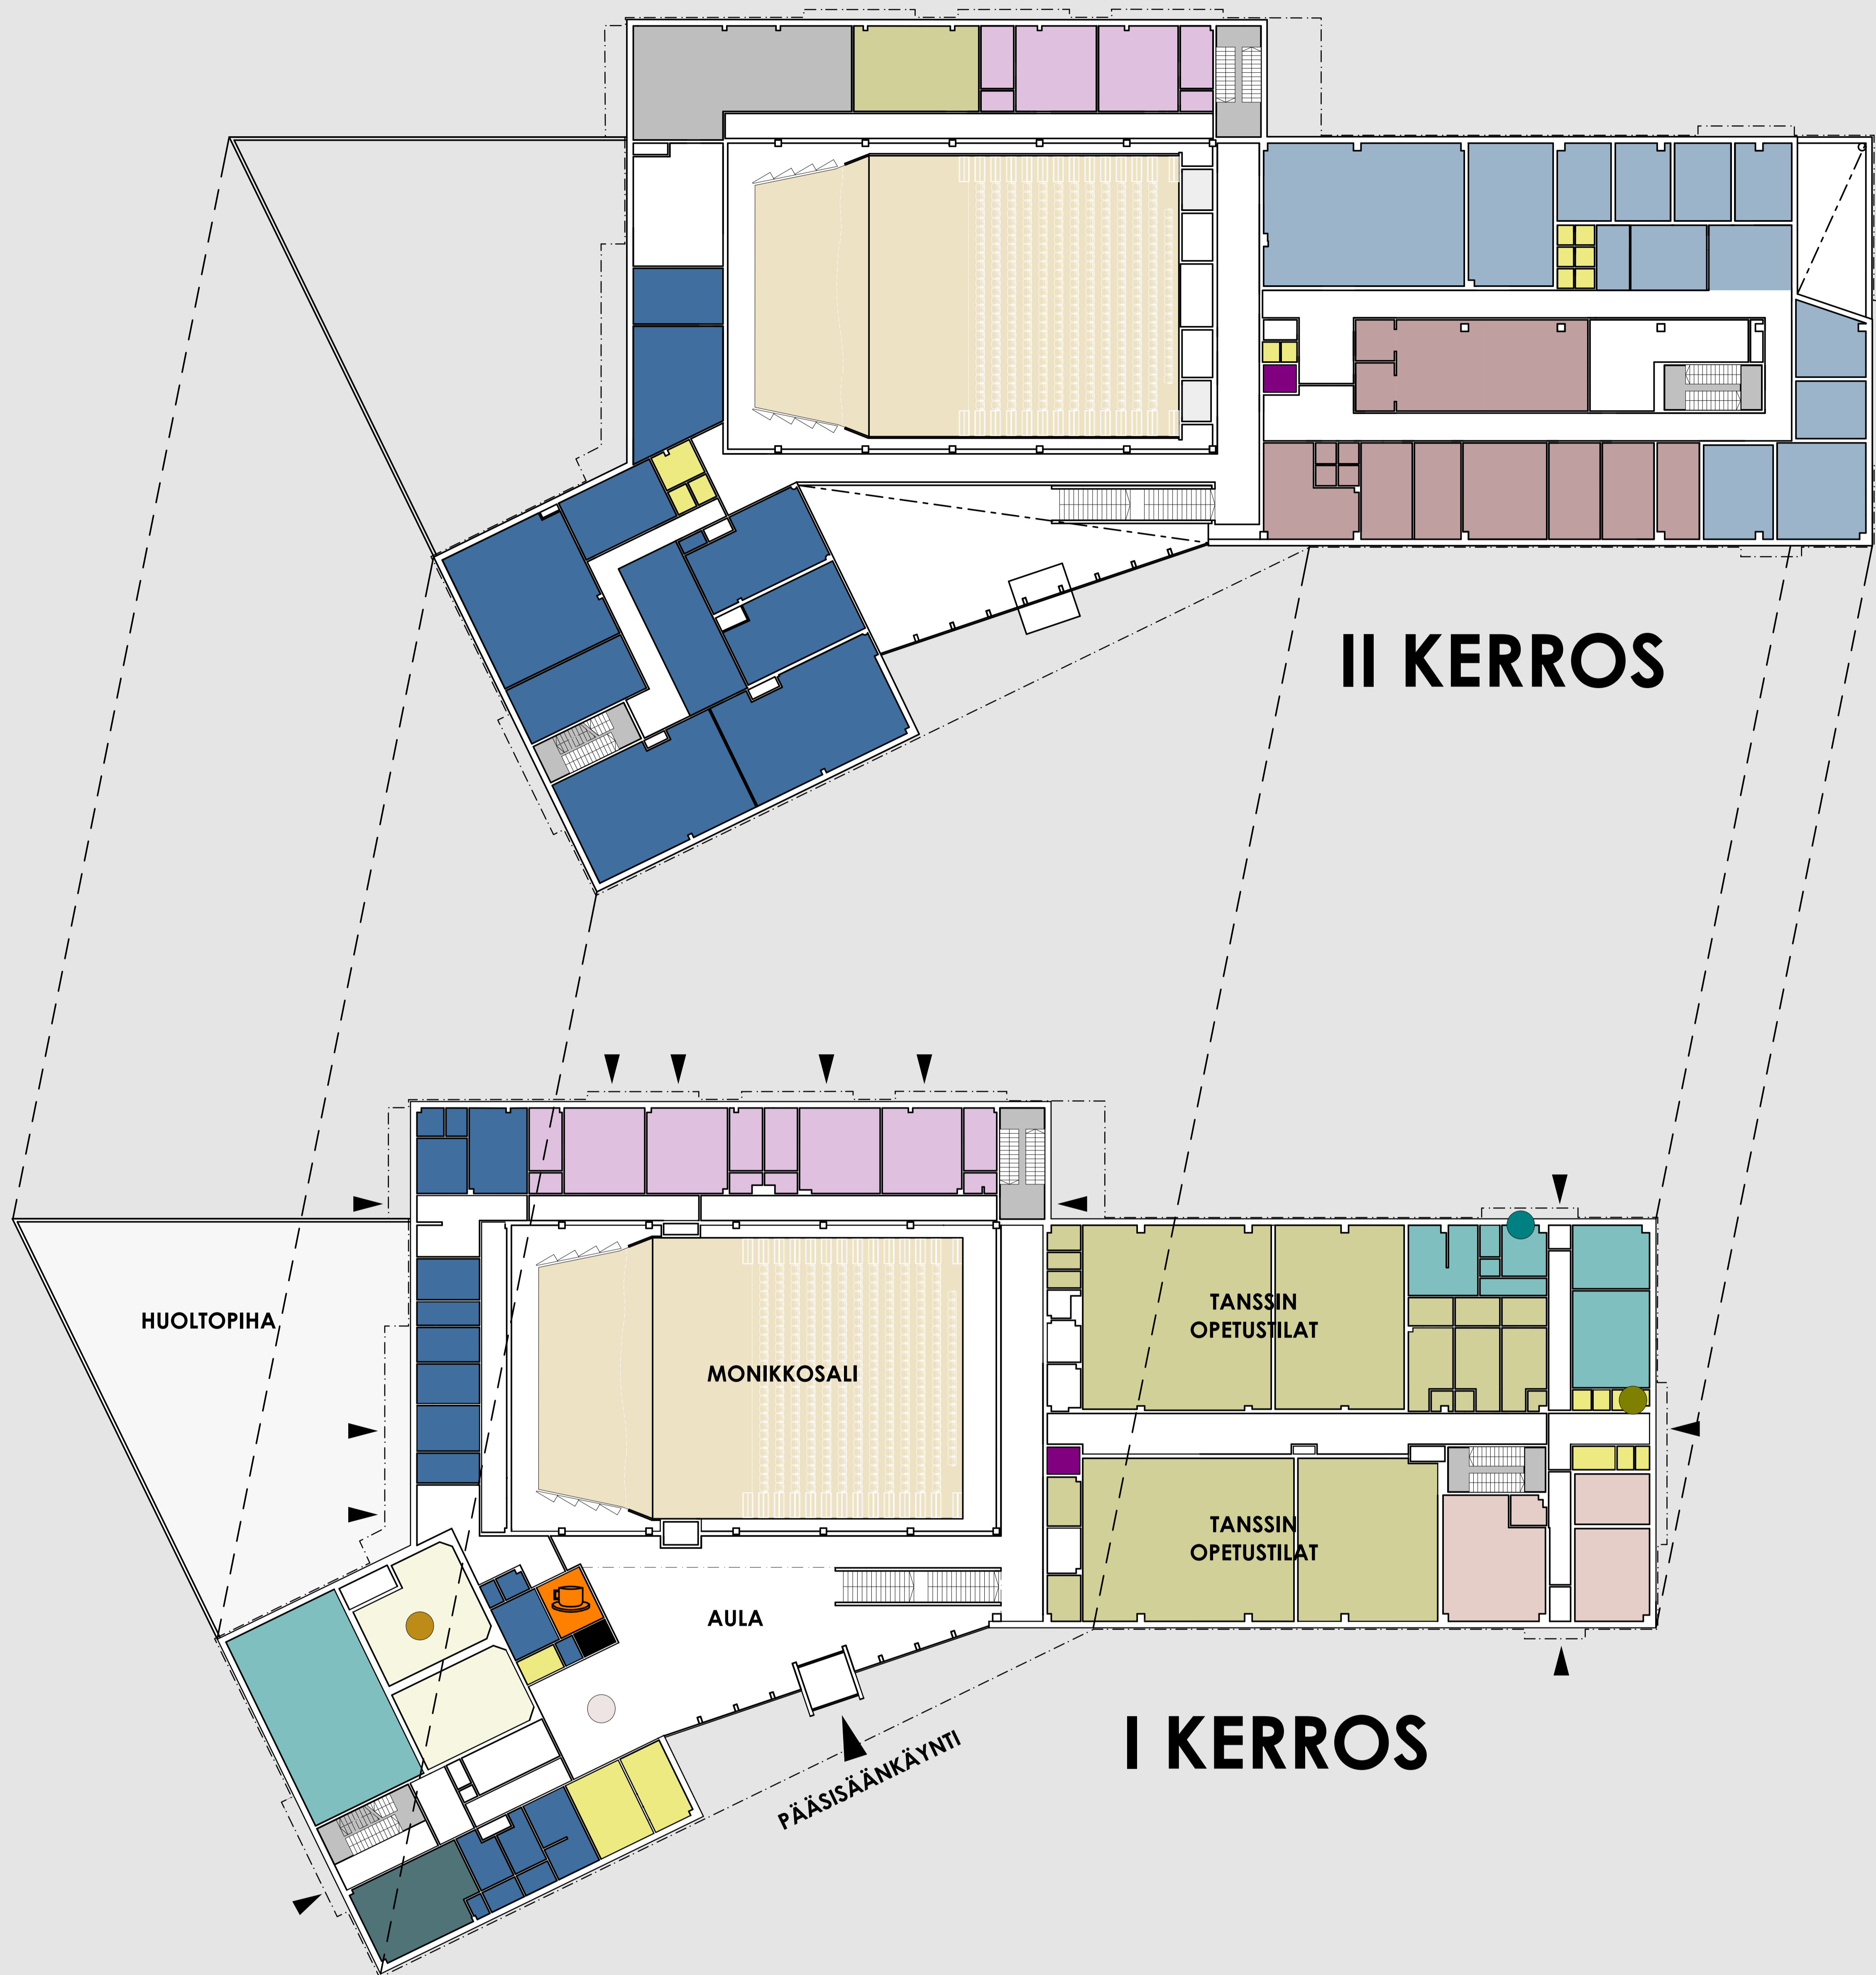 II KERROS
HUOLTOPIHA
MONIKKOSALI
TANSSIN
OPETUSTILAT
TANSSIN
OPETUSTILAT
AULA
PÄÄSISÄÄNKÄYNTI
I KERROS